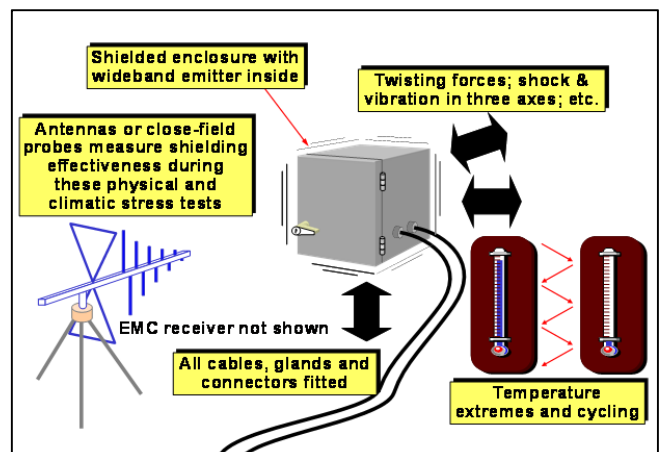 Shielded enclosure with
wideband emitter inside
Twisting forces; shock &
vibration in three axes; etc.
Antennas or close-field
probes measure shielding
effectiveness during
these physical and
climatic stress tests
EMC receiver not shown
All cables, glands and
connectors fitted
Temperature
extremes and cycling